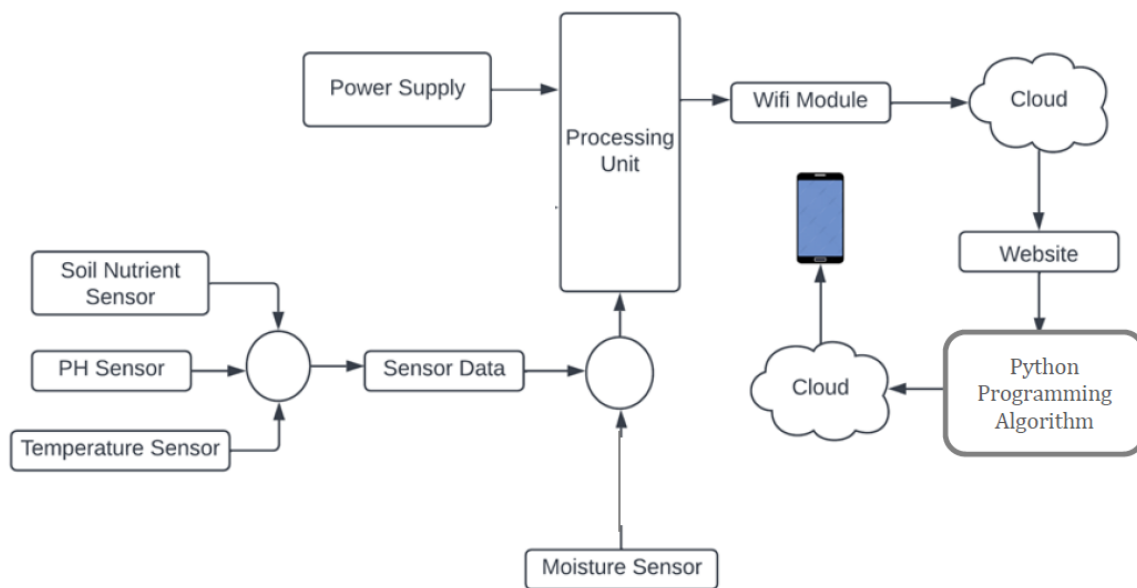 Power Supply
Processing
Unit
Wifi Module
Cloud
Website
Python
Programming
Algorithm
Cloud
Soil Nutrient
Sensor
PH Sensor
Temperature Sensor
Sensor Data
Moisture Sensor